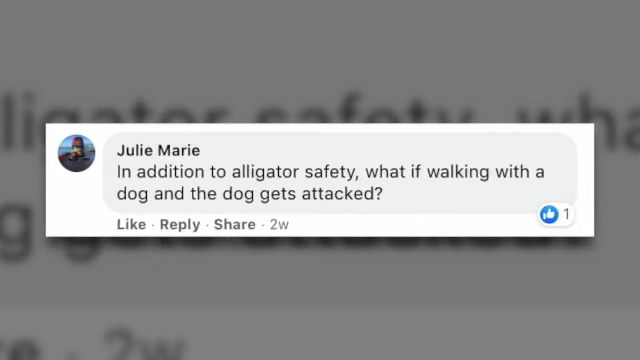 Julie Marie
In addition to alligator safety, what if walking with a
dog and the dog gets attacked?
Like · Reply · Share · 2w
1